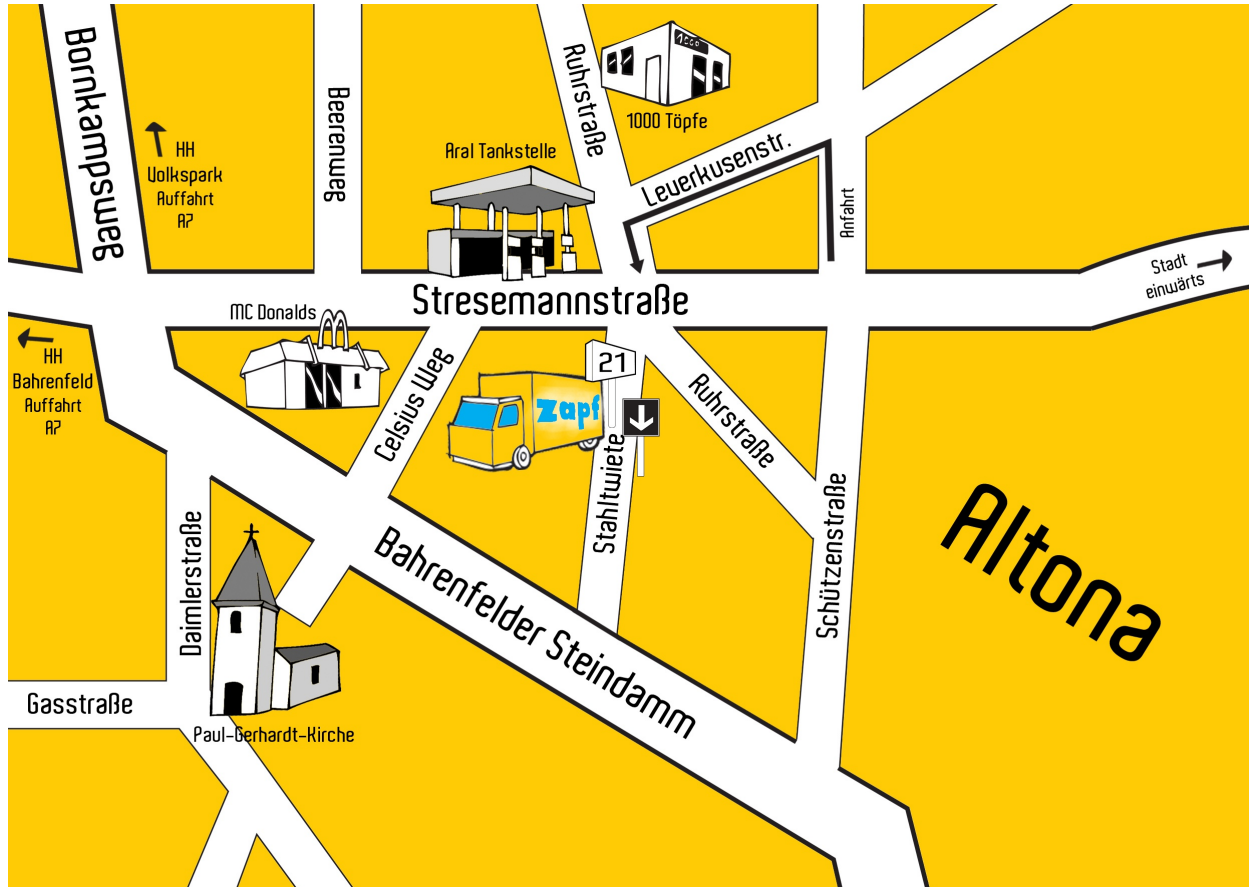 Bornkampsweg
HH
Volkspark
Auffahrt
A7
Beerenweg
Ruhrstraße
1000
1000 Töpfe
Aral Tankstelle
Leverkusenstr.
Anfahrt
Stadt
einwärts
Stresemannstraße
MC Donalds
HH
Bahrenfeld
Auffahrt
A7
Celsius Weg
zapf
21
Stahltwiete
Ruhrstraße
Schützenstraße
Altona
Daimlerstraße
Bahrenfelder Steindamm
Gasstraße
Paul-Gerhardt-Kirche